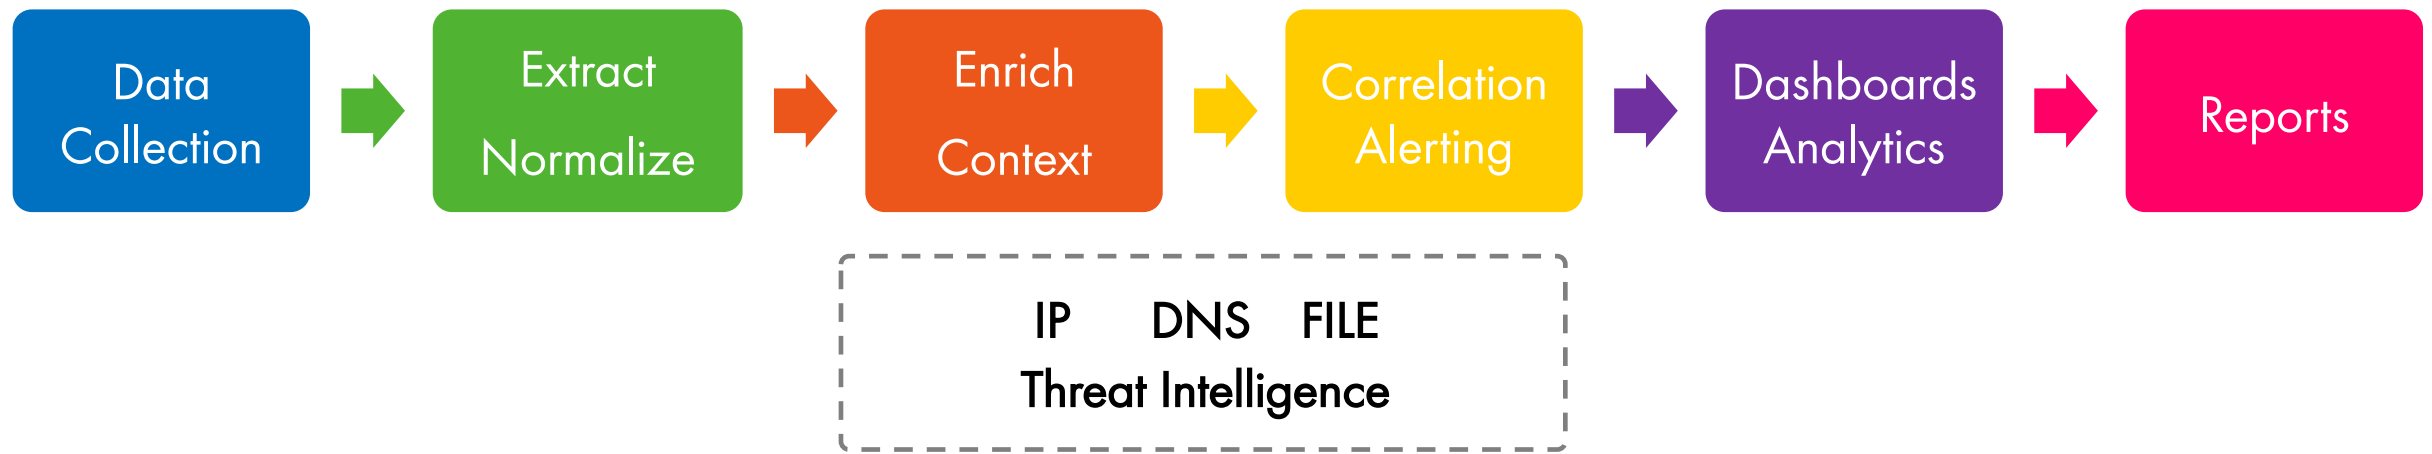 Data
Collection
Extract
Normalize
Enrich
Context
Correlation
Alerting
Dashboards
Analytics
Reports
IP DNS FILE
Threat Intelligence